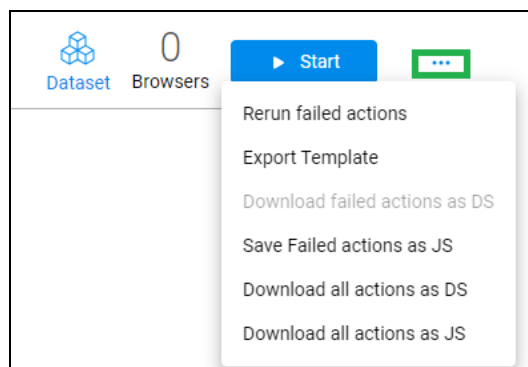 0
Dataset Browsers Start ...
Rerun failed actions
Export Template
Download failed actions as DS
Save Failed actions as JS
Download all actions as DS
Download all actions as JS